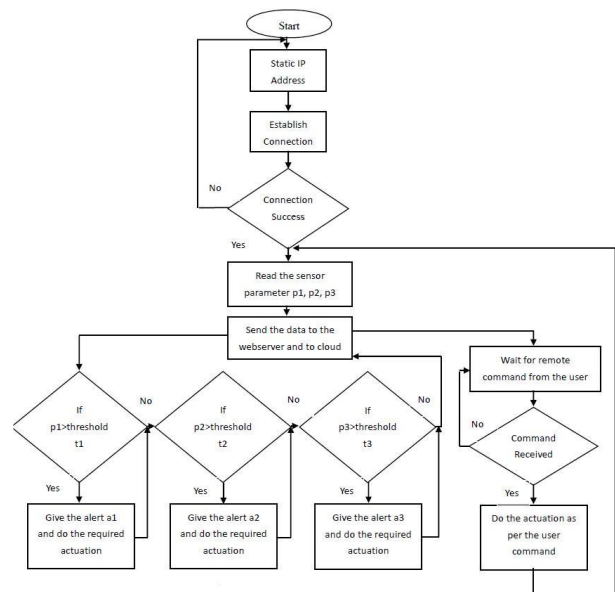 Start
Static IP
Address
Establish
Connection
No
Connection
Success
Yes
Read the sensor
parameter p1, p2, p3
Send the data to the
webserver and to cloud
Wait for remote
command from the user
If
p1>threshold
t1
No
Yes
If
p2>threshold
t2
No
Yes
If
p3>threshold
t3
No
Yes
No
Command
Received
Yes
Give the alert a1
and do the required
actuation
Give the alert a2
and do the required
actuation
Give the alert a3
and do the required
actuation
Do the actuation as
per the user
command